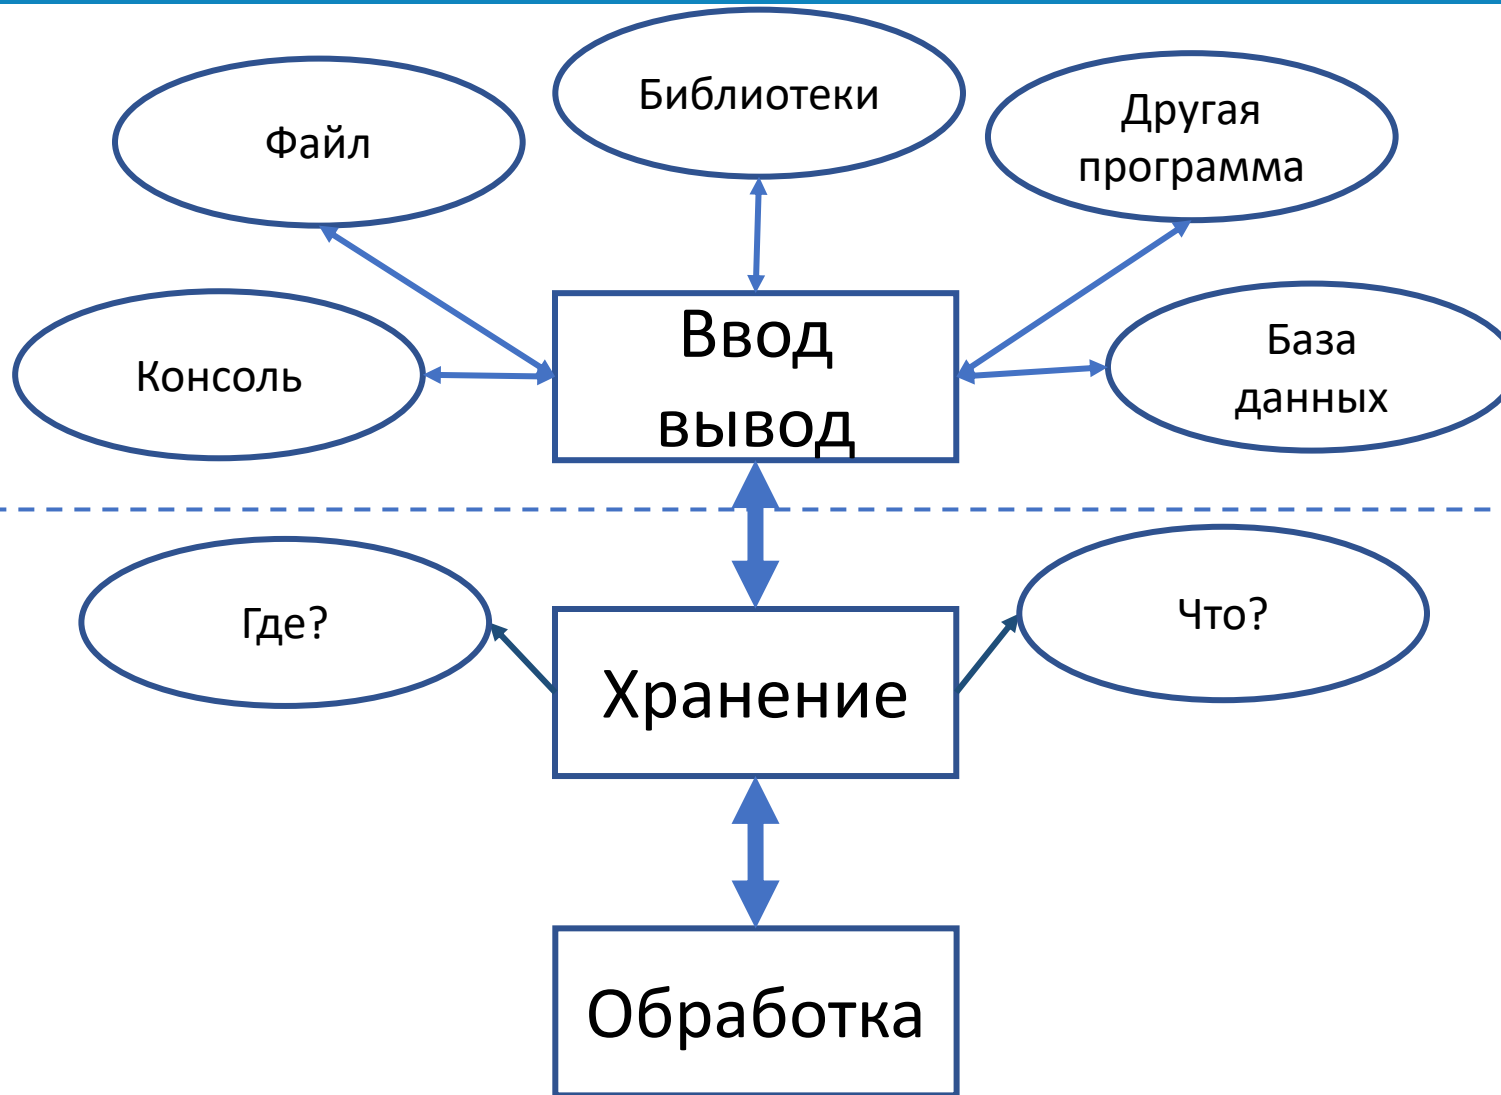 Библиотеки
Файл
Другая
программа
Ввод
вывод
Консоль
База
данных
Где?
Что?
Хранение
Обработка